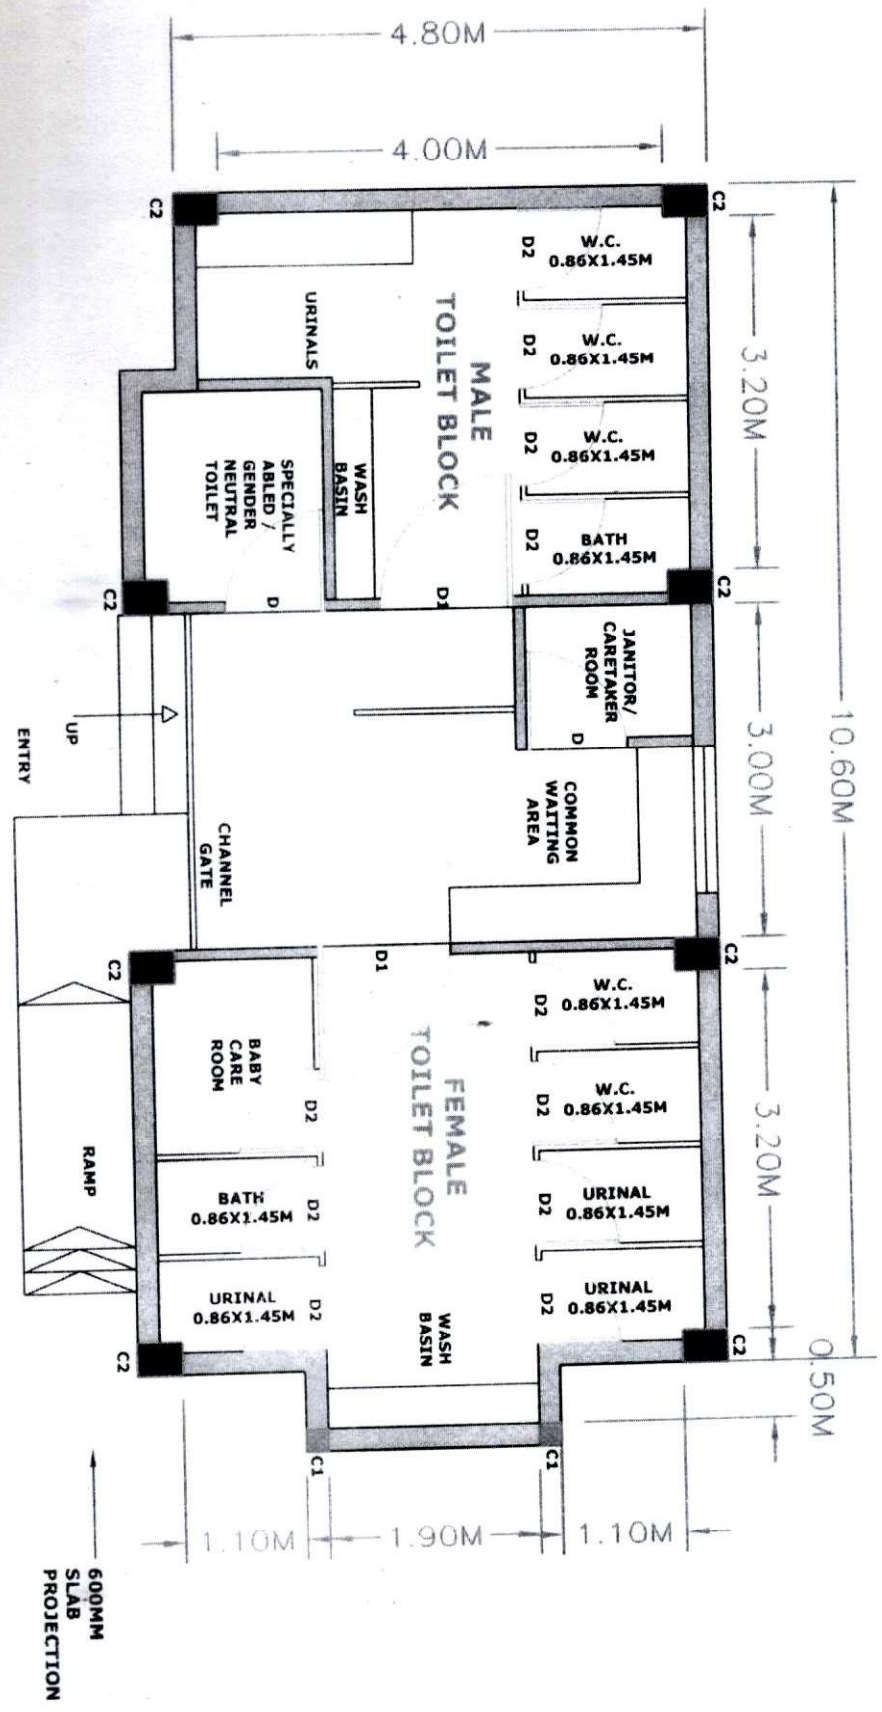 4.80M
4.00M
C2
C2
W.C.
0.86X1.45M
D2
W.C.
0.86X1.45M
D2
W.C.
0.86X1.45M
D2
BATH
0.86X1.45M
D2
URINALS
MALE
TOILET BLOCK
WASH
BASIN
SPECIALLY
ABLED /
GENDER
NEUTRAL
TOILET
D
D1
C2
C2
3.20M
10.60M
3.00M
3.20M
0.50M
JANITOR/
CARETAKER
ROOM
D
COMMON
WAITING
AREA
UP
ENTRY
CHANNEL
GATE
C2
C2
D1
W.C.
0.86X1.45M
D2
W.C.
0.86X1.45M
D2
URINAL
0.86X1.45M
D2
URINAL
0.86X1.45M
D2
FEMALE
TOILET BLOCK
BABY
CARE
ROOM
D2
BATH
0.86X1.45M
D2
URINAL
0.86X1.45M
D2
WASH
BASIN
RAMP
C2
C2
C1
C1
1.10M
1.90M
1.10M
600MM
SLAB
PROJECTION